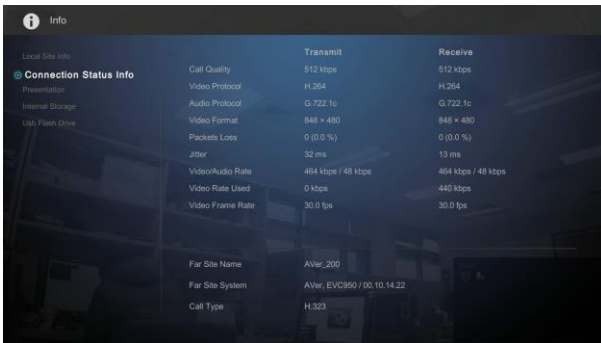 Info
Transmit Receive
Local Site Info
Connection Status Info
Presentation
Internal Storage
Usb Flash Drive
Call Quality 512 kbps 512 kbps
Video Protocol H.264 H.264
Audio Protocol G.722.1c G.722.1c
Video Format 848 × 480 848 × 480
Packets Loss 0 (0.0 %) 0 (0.0 %)
Jitter 32 ms 13 ms
Video/Audio Rate 464 kbps / 48 kbps 464 kbps / 48 kbps
Video Rate Used 0 kbps 440 kbps
Video Frame Rate 30.0 fps 30.0 fps
Far Site Name AVer_200
Far Site System AVer, EVC950 / 00.10.14.22
Call Type H.323